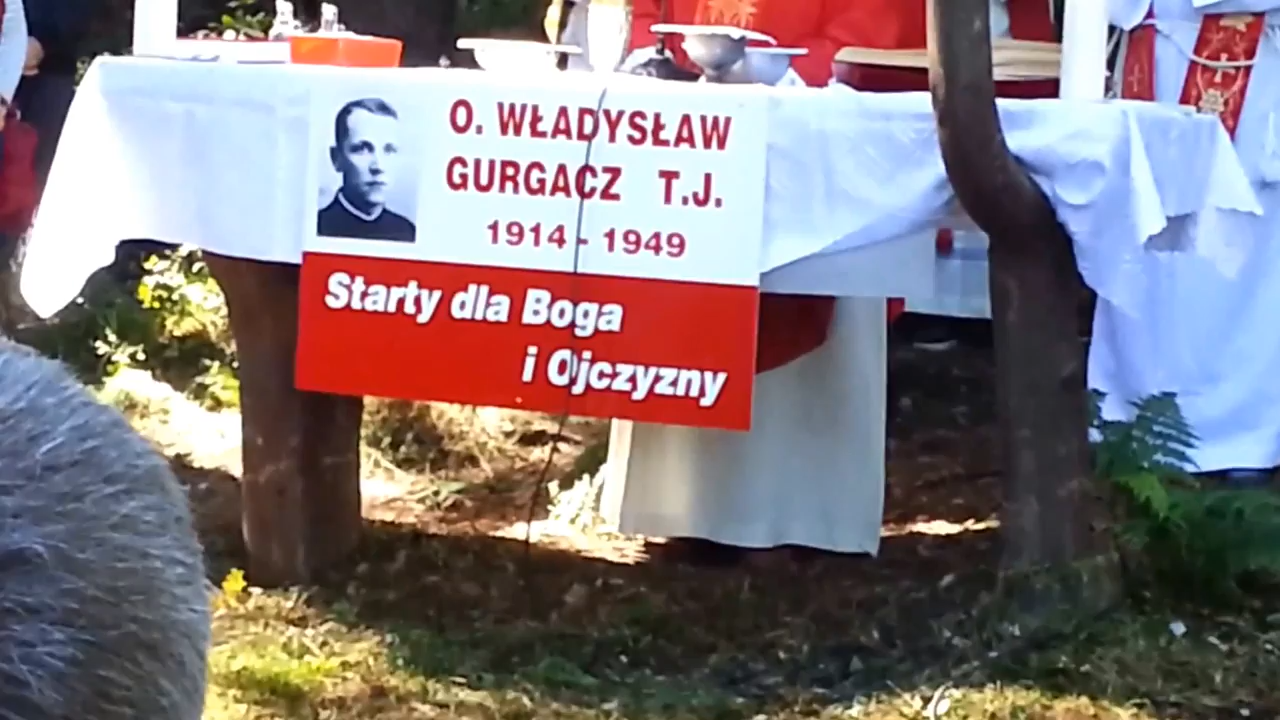 O. WŁADYSŁAW
GURGACZ T.J.
1914 - 1949
Starty dla Boga
i Ojczyzny